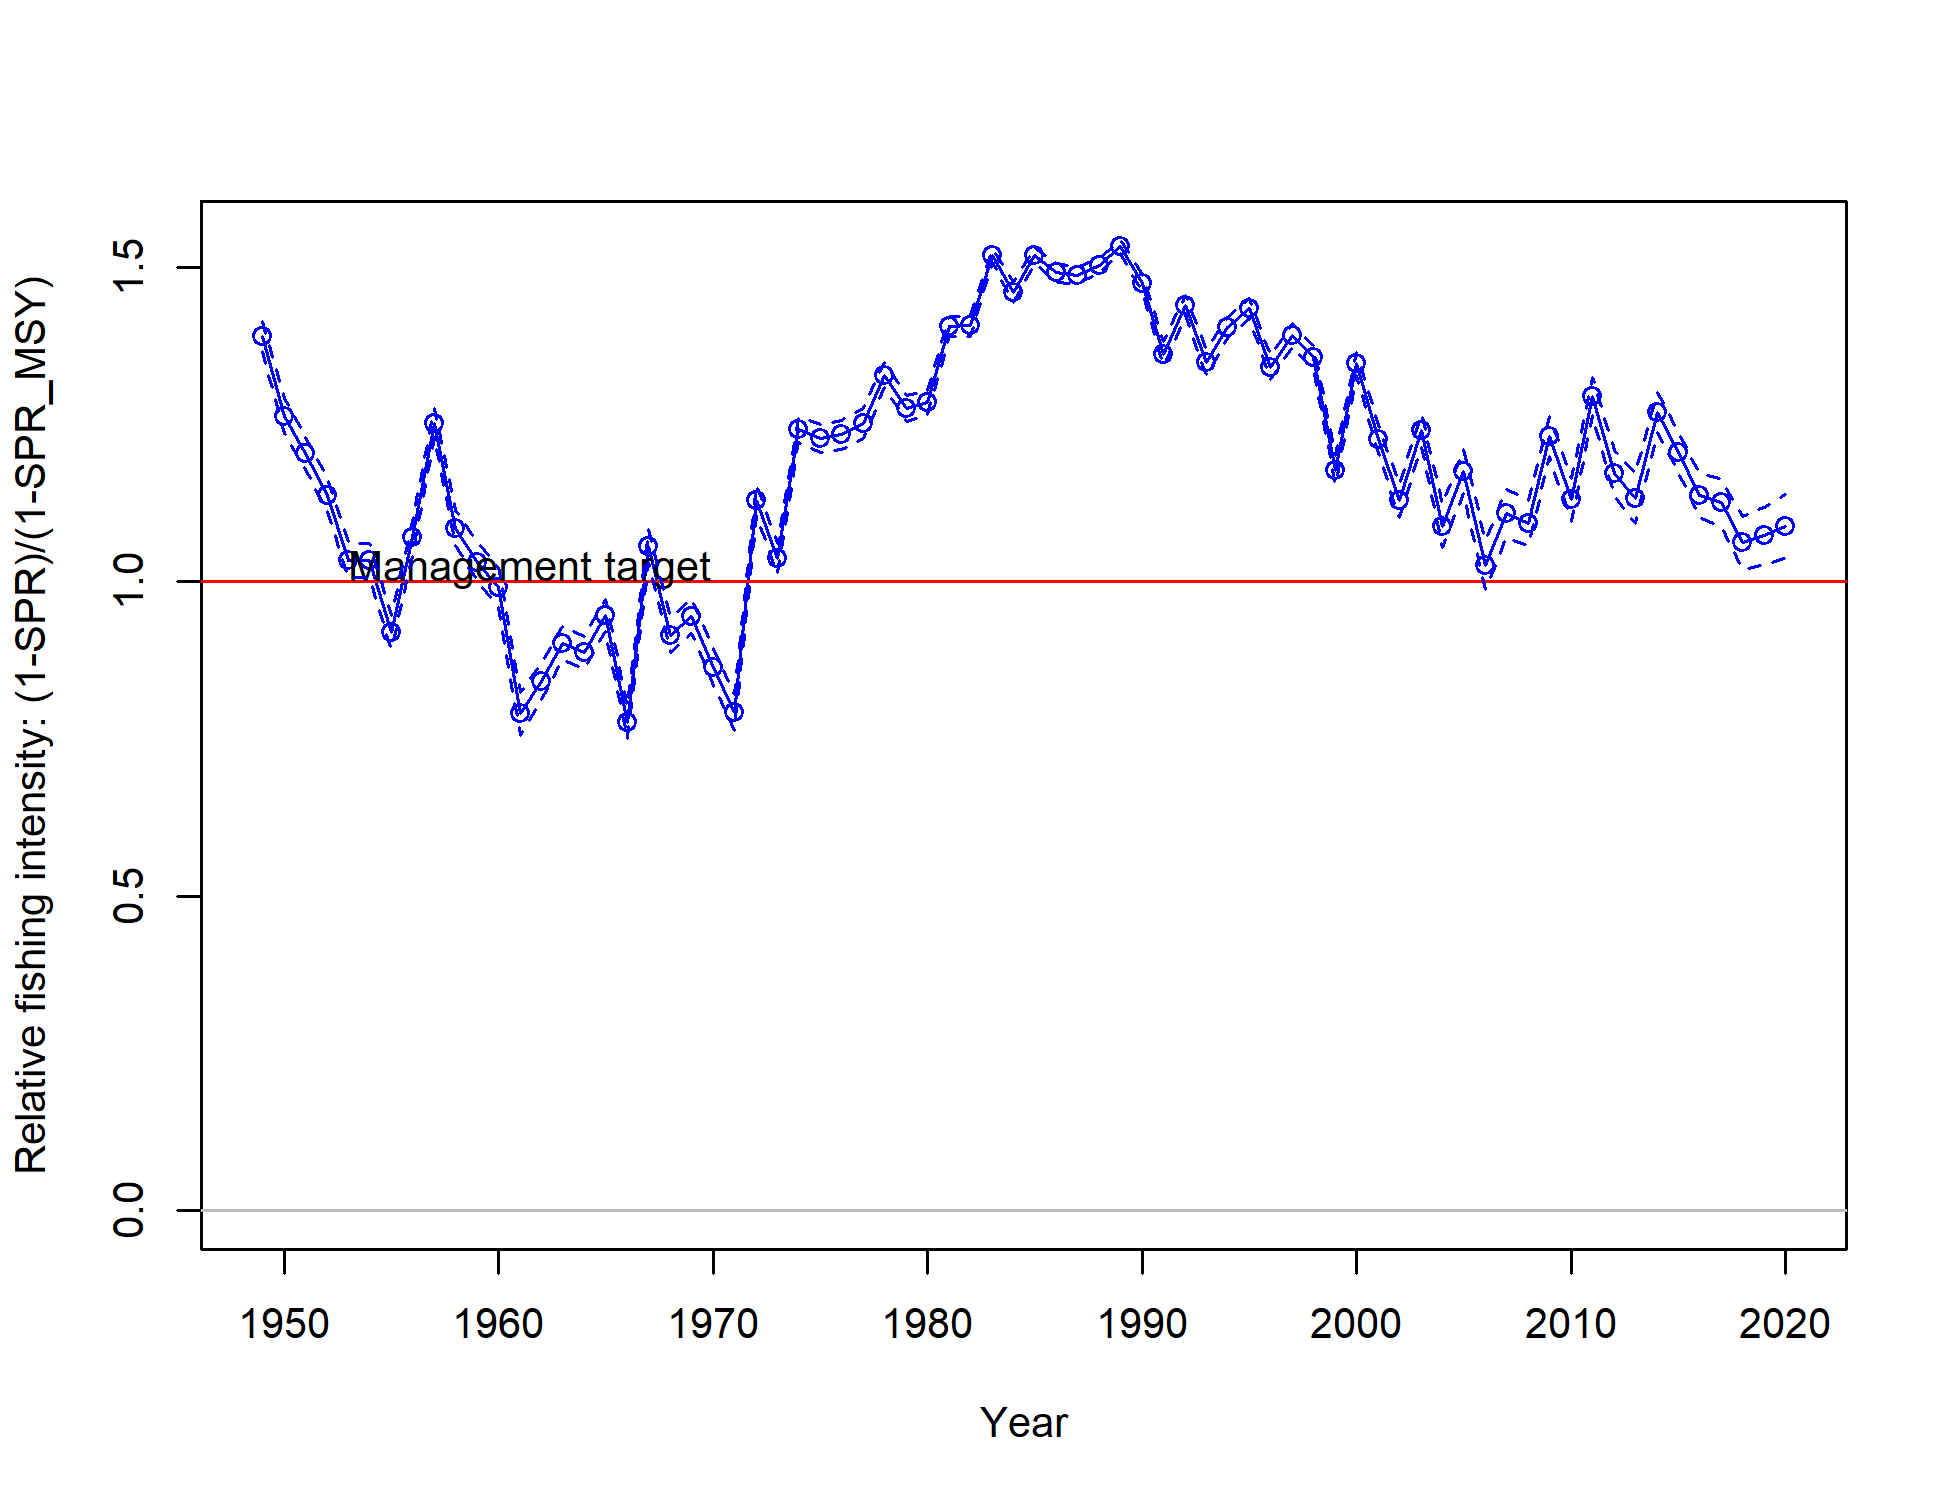 Relative fishing intensity: (1-SPR)/(1-SPR_MSY)
1.5
1.0
0.5
0.0
Management target
1950 1960 1970 1980 1990 2000 2010 2020
Year